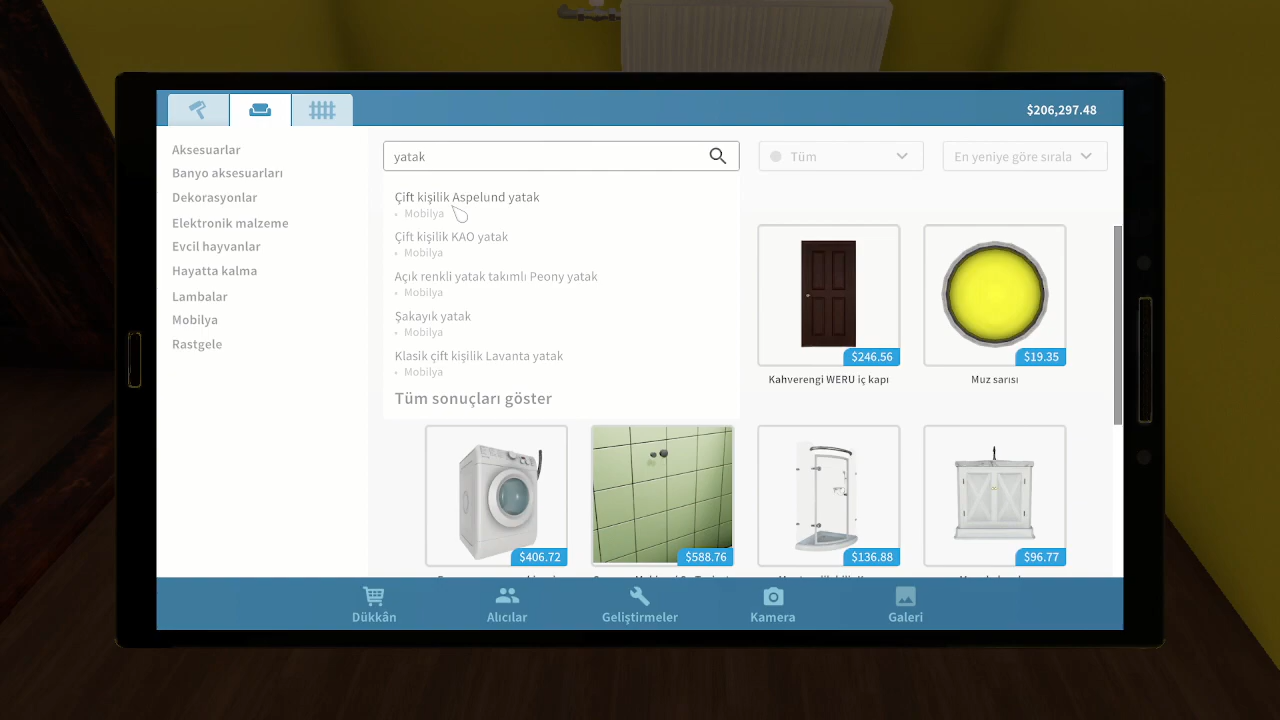 $206,297.48
Aksesuarlar
Banyo aksesuarları
Dekorasyonlar
Elektronik malzeme
Evcil hayvanlar
Hayatta kalma
Lambalar
Mobilya
Rastgele
yatak
Tüm
En yeniye göre sırala
Çift kişilik Aspelund yatak
• Mobilya
Çift kişilik KAO yatak
• Mobilya
Açık renkli yatak takımlı Peony yatak
• Mobilya
Şakayık yatak
• Mobilya
Klasik çift kişilik Lavanta yatak
• Mobilya
Tüm sonuçları göster
$246.56
Kahverengi WERU iç kapı
$19.35
Muz sarısı
$406.72
$588.76
$136.88
$96.77
Dükkân
Alıcılar
Geliştirmeler
Kamera
Galeri